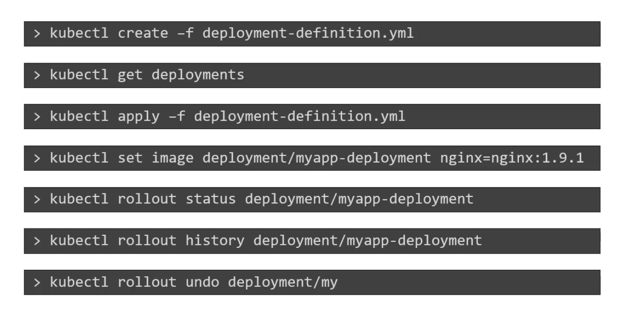 > kubectl create –f deployment-definition.yml
> kubectl get deployments
> kubectl apply –f deployment-definition.yml
> kubectl set image deployment/myapp-deployment nginx=nginx:1.9.1
> kubectl rollout status deployment/myapp-deployment
> kubectl rollout history deployment/myapp-deployment
> kubectl rollout undo deployment/my